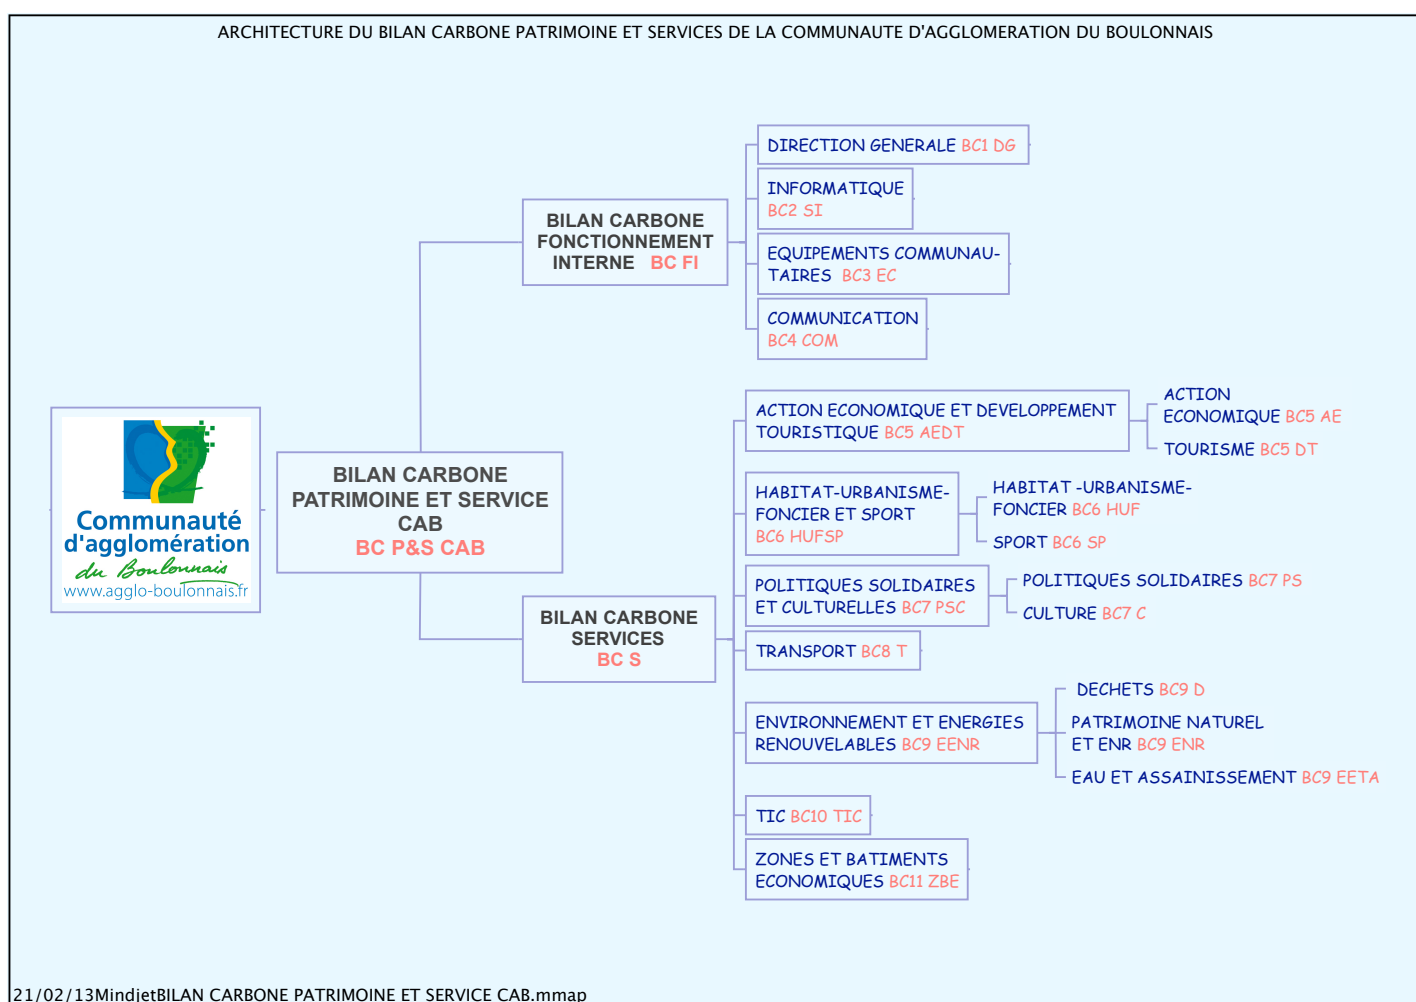 ARCHITECTURE DU BILAN CARBONE PATRIMOINE ET SERVICES DE LA COMMUNAUTE D'AGGLOMERATION DU BOULONNAIS
Communauté
d'agglomération
du Boulonnais
www.agglo-boulonnais.fr
BILAN CARBONE
PATRIMOINE ET SERVICE
CAB
BC P&S CAB
BILAN CARBONE
FONCTIONNEMENT
INTERNE BC FI
DIRECTION GENERALE BC1 DG
INFORMATIQUE
BC2 SI
EQUIPEMENTS COMMUNAU-
TAIRES BC3 EC
COMMUNICATION
BC4 COM
BILAN CARBONE
SERVICES
BC S
ACTION ECONOMIQUE ET DEVELOPPEMENT
TOURISTIQUE BC5 AEDT
ACTION
ECONOMIQUE BC5 AE
TOURISME BC5 DT
HABITAT-URBANISME-
FONCIER ET SPORT
BC6 HUFSP
HABITAT -URBANISME-
FONCIER BC6 HUF
SPORT BC6 SP
POLITIQUES SOLIDAIRES
ET CULTURELLES BC7 PSC
POLITIQUES SOLIDAIRES BC7 PS
CULTURE BC7 C
TRANSPORT BC8 T
ENVIRONNEMENT ET ENERGIES
RENOUVELABLES BC9 EENR
DECHETS BC9 D
PATRIMOINE NATUREL
ET ENR BC9 ENR
EAU ET ASSAINISSEMENT BC9 EETA
TIC BC10 TIC
ZONES ET BATIMENTS
ECONOMIQUES BC11 ZBE
21/02/13MindjetBILAN CARBONE PATRIMOINE ET SERVICE CAB.mmap